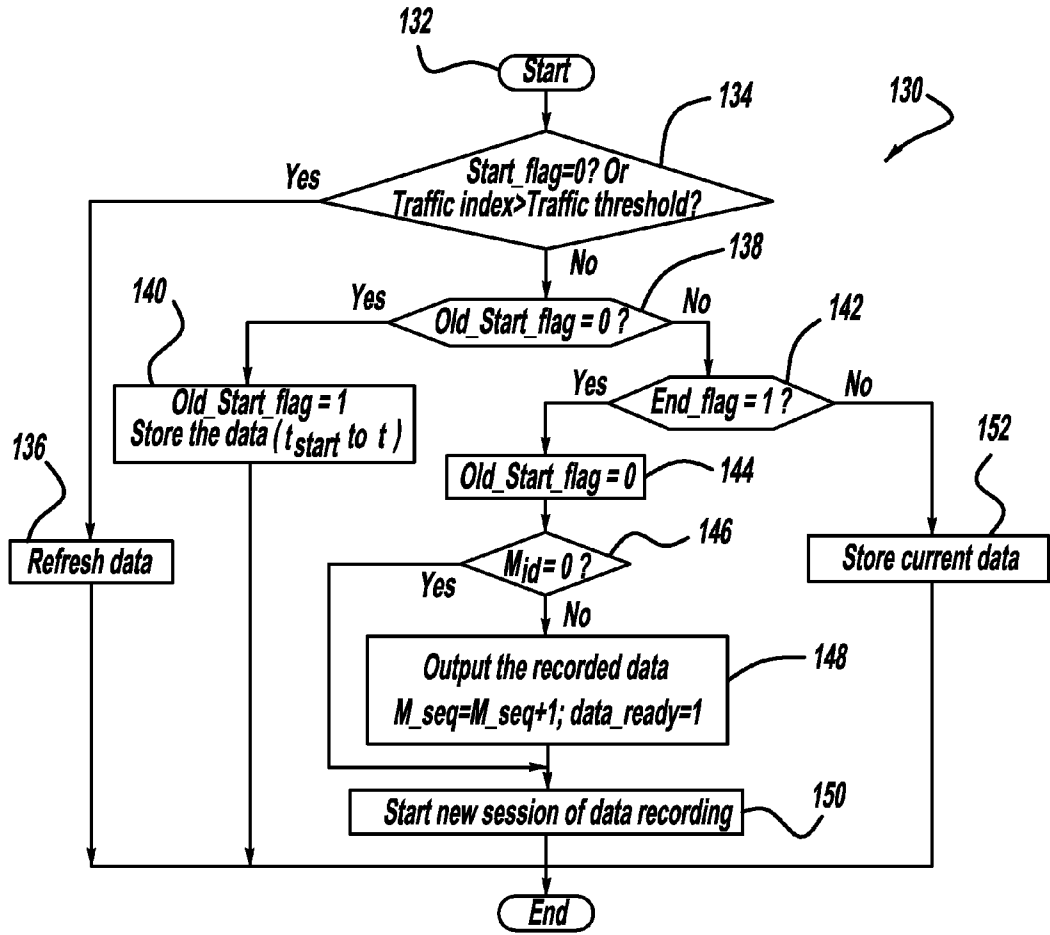 132
Start
134
130
Start_flag=0? Or
Traffic index>Traffic threshold?
Yes
No
138
140
Yes
Old_Start_flag = 0 ?
No
142
Old_Start_flag = 1
Store the data ( tstart to t )
Yes
End_flag = 1 ?
No
136
Old_Start_flag = 0
144
152
Refresh data
Mid = 0 ?
146
Store current data
Yes
No
Output the recorded data
M_seq=M_seq+1; data_ready=1
148
Start new session of data recording
150
End